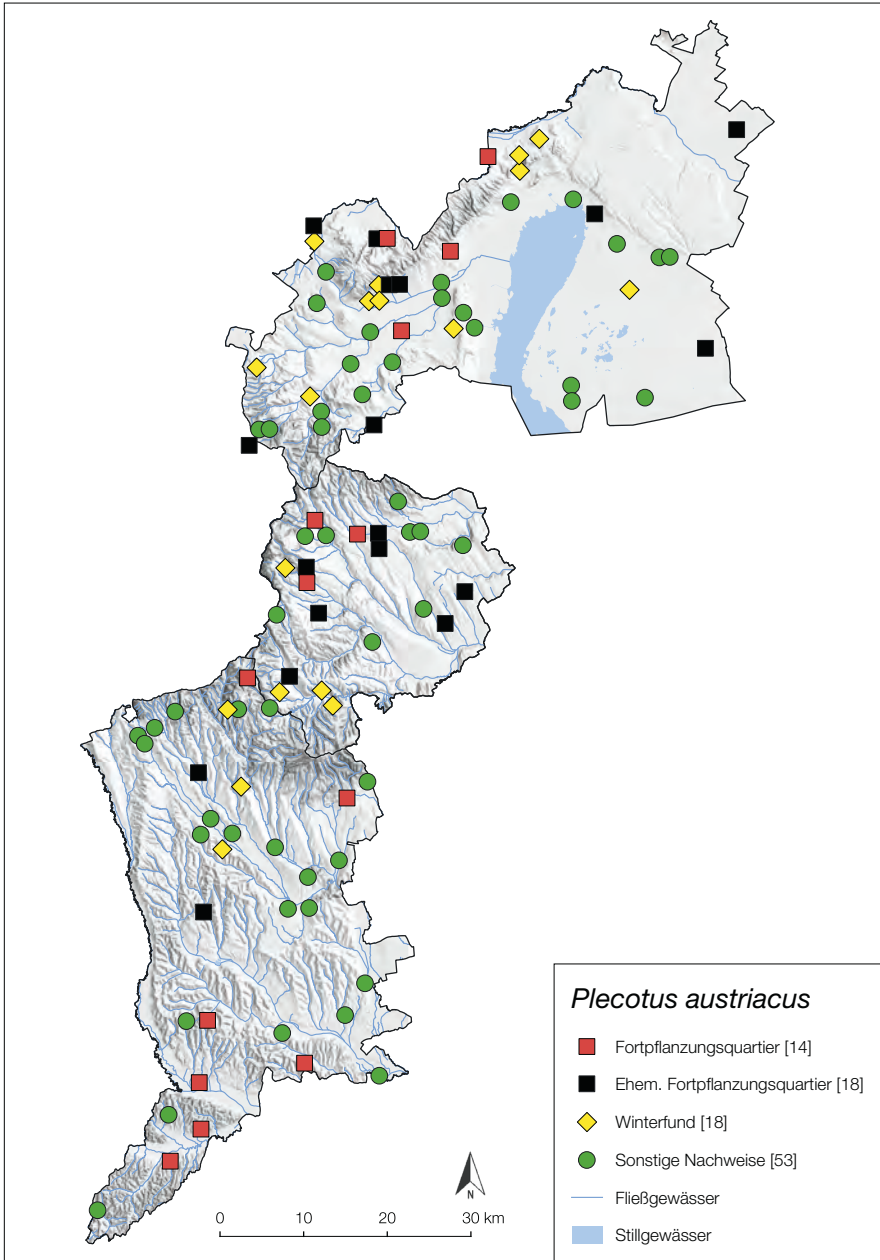 Plecotus austriacus
Fortpflanzungsquartier [14]
Ehem. Fortpflanzungsquartier [18]
Winterfund [18]
Sonstige Nachweise [53]
Fließgewässer
Stillgewässer
N
0 10 20 30 km